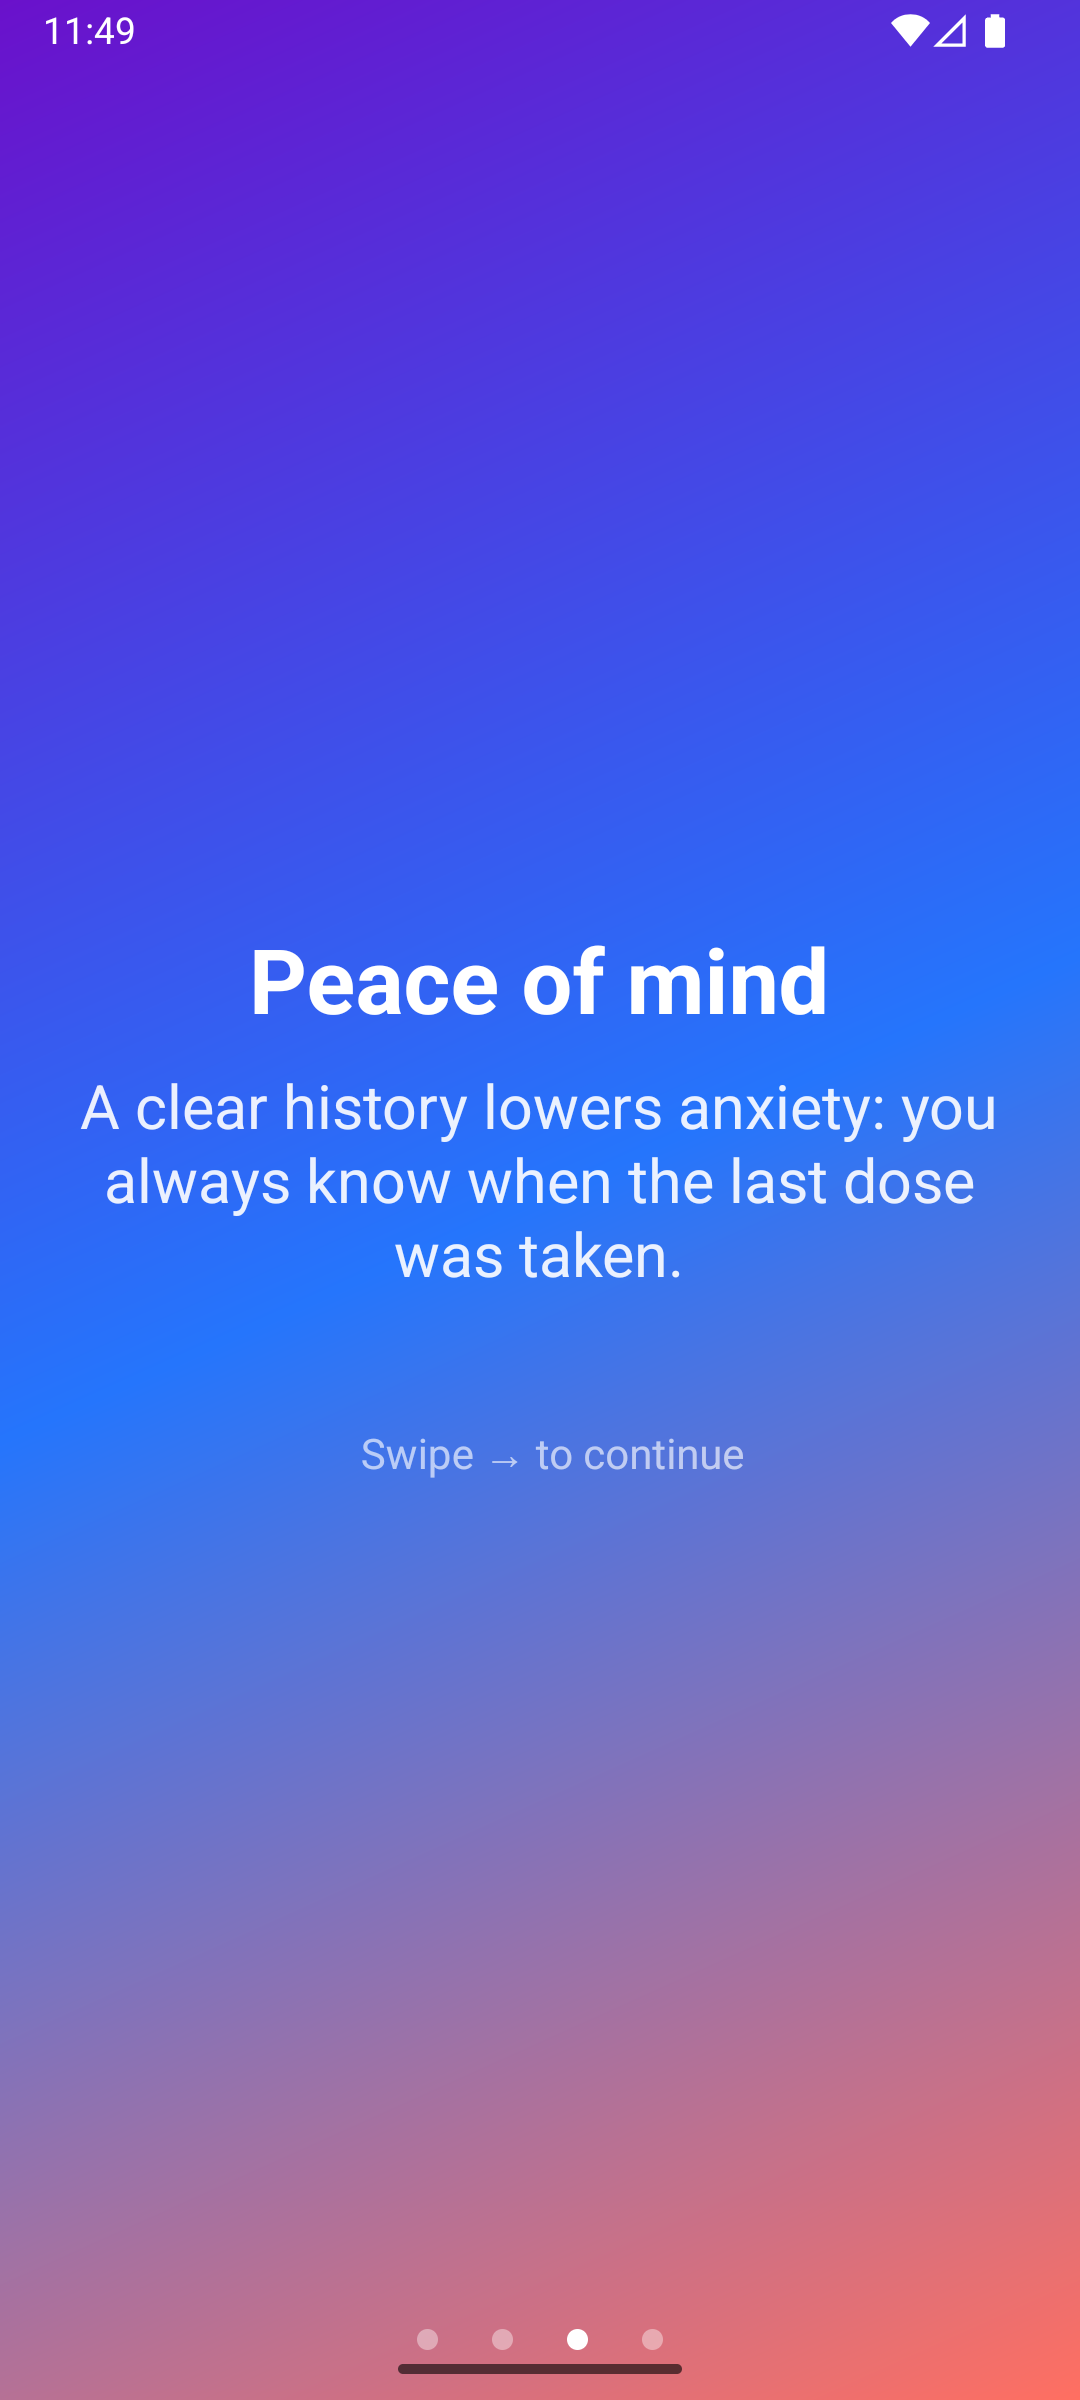 11:49
Peace of mind
A clear history lowers anxiety: you
always know when the last dose
was taken.
Swipe → to continue